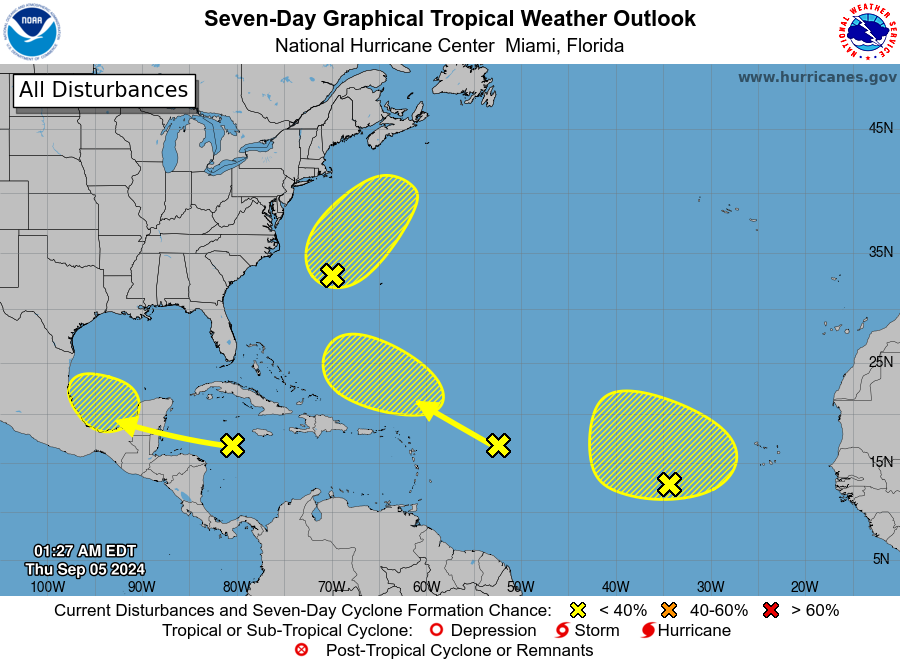 Seven-Day Graphical Tropical Weather Outlook
National Hurricane Center Miami, Florida
NOAA
NATIONAL WEATHER SERVICE
All Disturbances
www.hurricanes.gov
45N
35N
25N
15N
5N
01:27 AM EDT
Thu Sep 05 2024
100W 90W 80W 70W 60W 50W 40W 30W 20W
Current Disturbances and Seven-Day Cyclone Formation Chance: < 40% 40-60% > 60%
Tropical or Sub-Tropical Cyclone: Depression Storm Hurricane
Post-Tropical Cyclone or Remnants